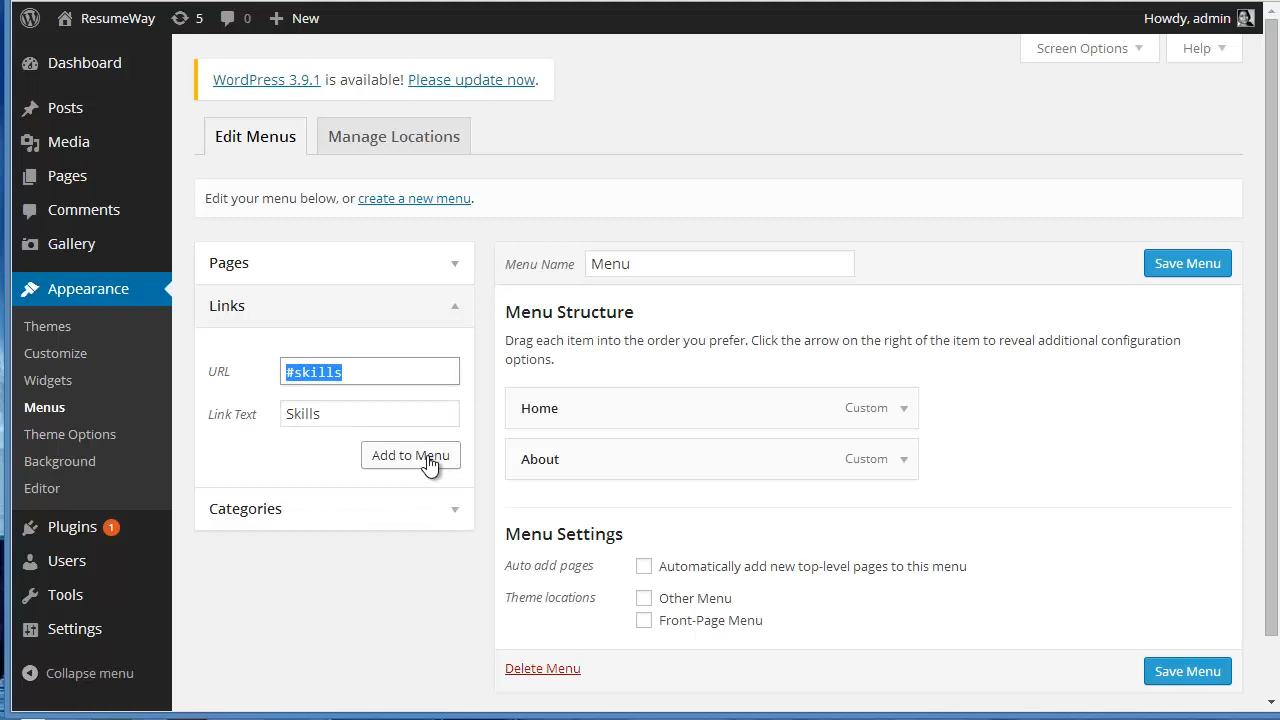 ResumeWay 5 0 New Howdy, admin
Screen Options Help
Dashboard
Posts
Media
Pages
Comments
Gallery
Appearance
Themes
Customize
Widgets
Menus
Theme Options
Background
Editor
Plugins 1
Users
Tools
Settings
Collapse menu
WordPress 3.9.1 is available! Please update now.
Edit Menus Manage Locations
Edit your menu below, or create a new menu.
Pages
Links
URL #skills
Link Text Skills
Add to Menu
Categories
Menu Name Menu Save Menu
Menu Structure
Drag each item into the order you prefer. Click the arrow on the right of the item to reveal additional configuration
options.
Home Custom
About Custom
Menu Settings
Auto add pages Automatically add new top-level pages to this menu
Theme locations Other Menu
Front-Page Menu
Delete Menu Save Menu